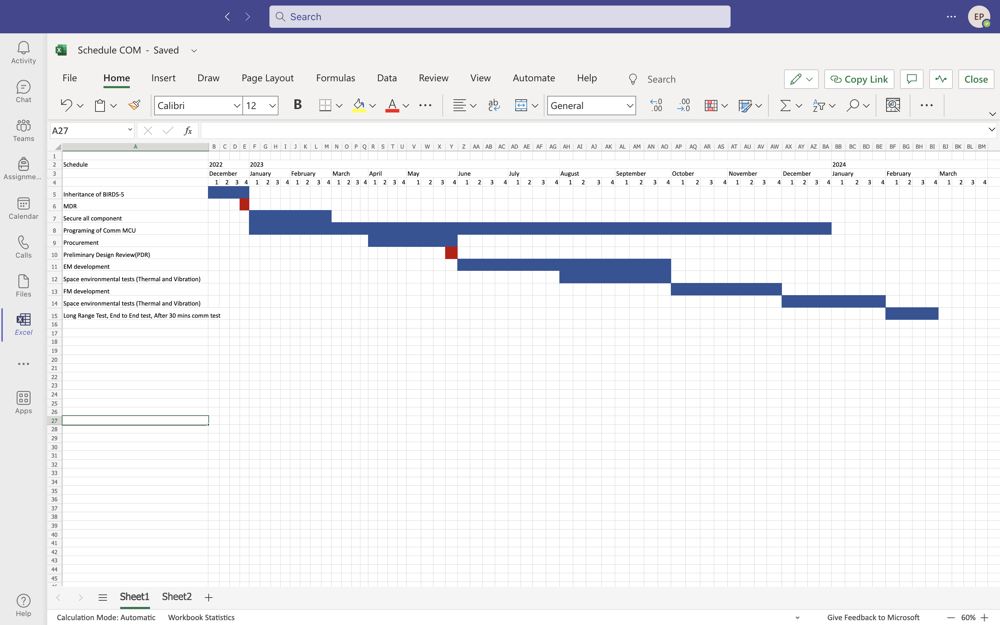 Search
EP
Activity
Chat
Teams
Assignme...
Calendar
Calls
Files
Excel
Apps
Help
Schedule COM - Saved
File Home Insert Draw Page Layout Formulas Data Review View Automate Help Search Copy Link Close
Calibri 12 B A ab c General .0 .00 .00 .0
A27 fx
A B C D E F G H I J K L M N O P Q R S T U V W X Y Z AA AB AC AD AE AF AG AH AI AJ AK AL AM AN AO AP AQ AR AS AT AU AV AW AX AY AZ BA BB BC BD BE BF BG BH BI BJ BK BL BM
1
2 Schedule 2022 2023 2024
3 December January February March April May June July August September October November December January February March
4 1 2 3 4 1 2 3 4 1 2 3 4 1 2 3 4 1 2 3 4 1 2 3 4 1 2 3 4 1 2 3 4 1 2 3 4 1 2 3 4 1 2 3 4 1 2 3 4 1 2 3 4 1 2 3 4 1 2 3 4 1 2 3 4
5 Inheritance of BIRDS-5
6 MDR
7 Secure all component
8 Programing of Comm MCU
9 Procurement
10 Preliminary Design Review(PDR)
11 EM development
12 Space environmental tests (Thermal and Vibration)
13 FM development
14 Space environmental tests (Thermal and Vibration)
15 Long Range Test, End to End test, After 30 mins comm test
16
17
18
19
20
21
22
23
24
25
26
27
28
29
30
31
32
33
34
35
36
37
38
39
40
41
42
43
44
45
Sheet1 Sheet2
Calculation Mode: Automatic Workbook Statistics Give Feedback to Microsoft 60%